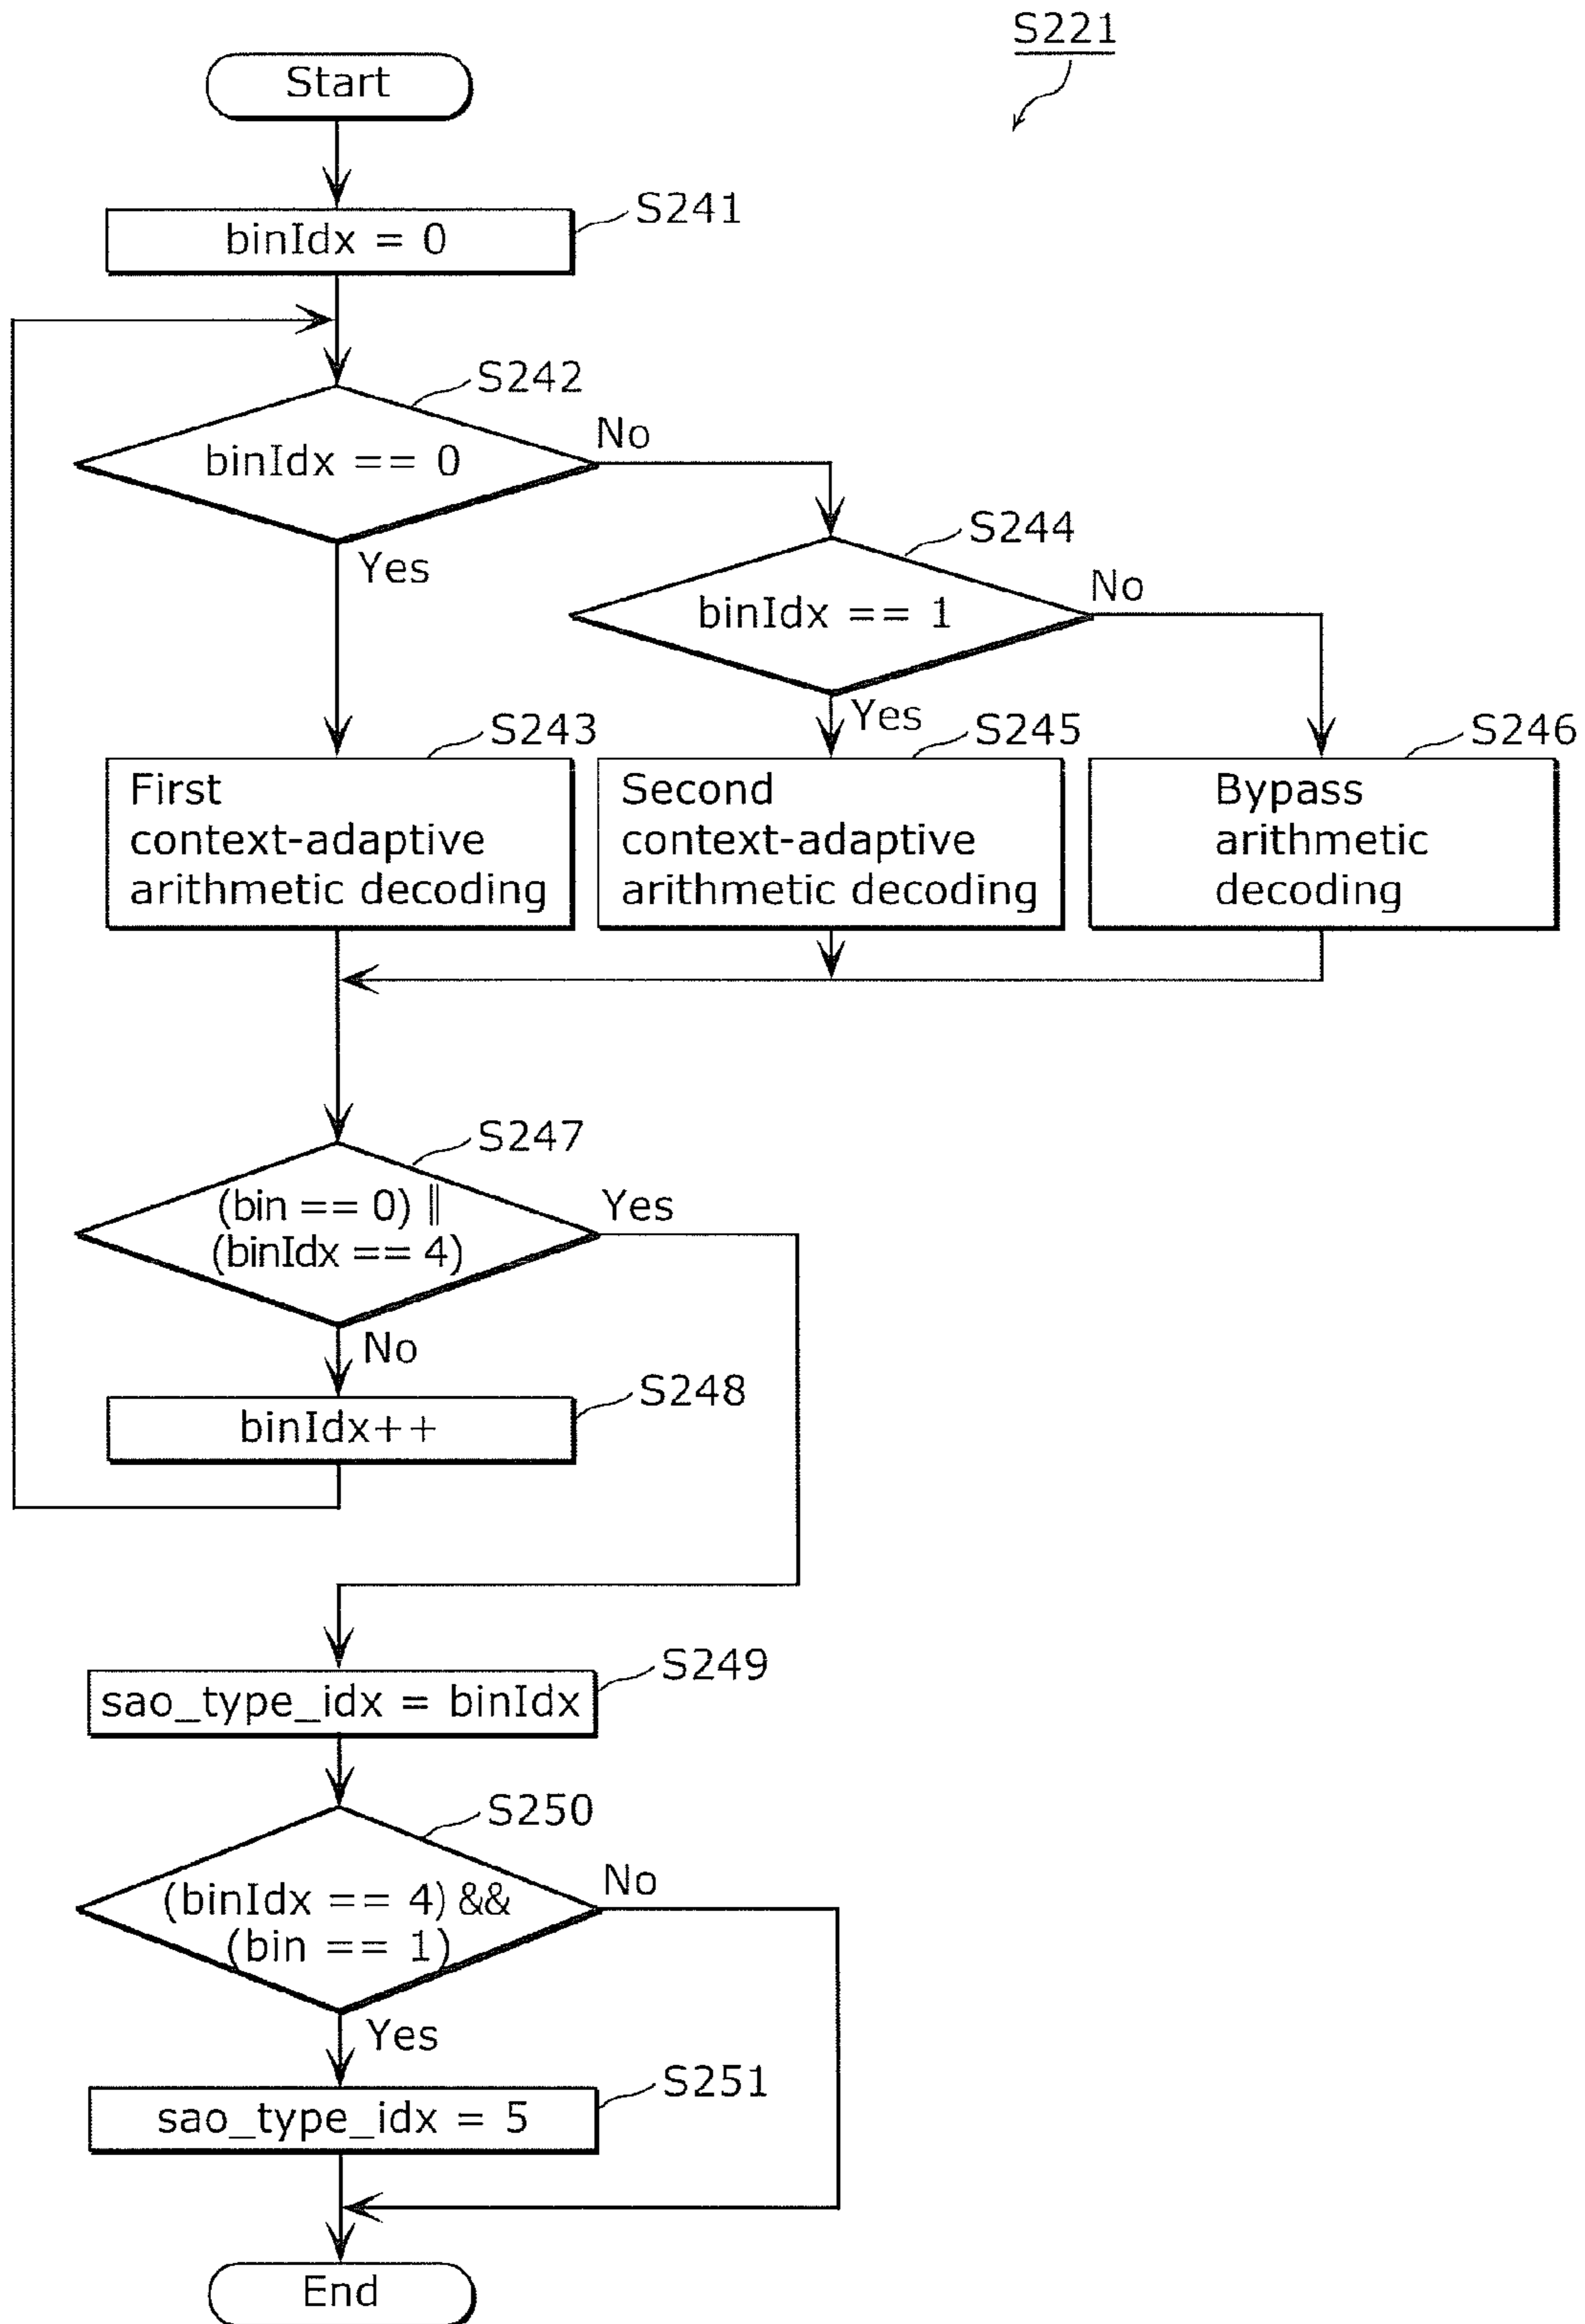 S221
Start
S241
binIdx = 0
S242
binIdx == 0
No
Yes
S244
binIdx == 1
No
Yes
S243
First
context-adaptive
arithmetic decoding
S245
Second
context-adaptive
arithmetic decoding
S246
Bypass
arithmetic
decoding
S247
(bin == 0) ||
(binIdx == 4)
Yes
No
S248
binIdx++
S249
sao_type_idx = binIdx
S250
(binIdx == 4) &&
(bin == 1)
No
Yes
S251
sao_type_idx = 5
End